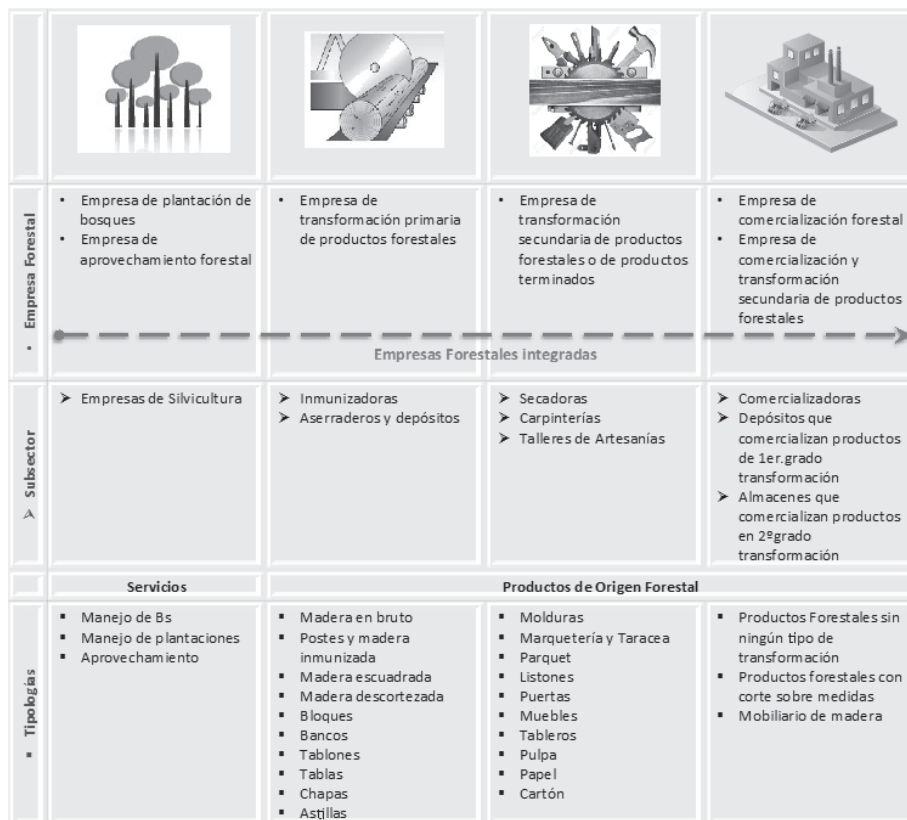 Empresa Forestal
• Empresa de plantación de
bosques
• Empresa de
aprovechamiento forestal
• Empresa de
transformación primaria
de productos forestales
• Empresa de
transformación
secundaria de productos
forestales o de productos
terminados
• Empresa de
comercialización forestal
• Empresa de
comercialización y
transformación
secundaria de productos
forestales
Empresas Forestales integradas
Subsector
➢ Empresas de Silvicultura
➢ Inmunizadoras
➢ Aserraderos y depósitos
➢ Secadoras
➢ Carpinterías
➢ Talleres de Artesanías
➢ Comercializadoras
➢ Depósitos que
comercializan productos
de 1er.grado
transformación
➢ Almacenes que
comercializan productos
en 2ºgrado
transformación
Servicios
Productos de Origen Forestal
Tipologías
▪ Manejo de Bs
▪ Manejo de plantaciones
▪ Aprovechamiento
▪ Madera en bruto
▪ Postes y madera
inmunizada
▪ Madera escuadrada
▪ Madera descortezada
▪ Bloques
▪ Bancos
▪ Tablones
▪ Tablas
▪ Chapas
▪ Astillas
▪ Molduras
▪ Marquetería y Taracea
▪ Parquet
▪ Listones
▪ Puertas
▪ Muebles
▪ Tableros
▪ Pulpa
▪ Papel
▪ Cartón
▪ Productos Forestales sin
ningún tipo de
transformación
▪ Productos forestales con
corte sobre medidas
▪ Mobiliario de madera